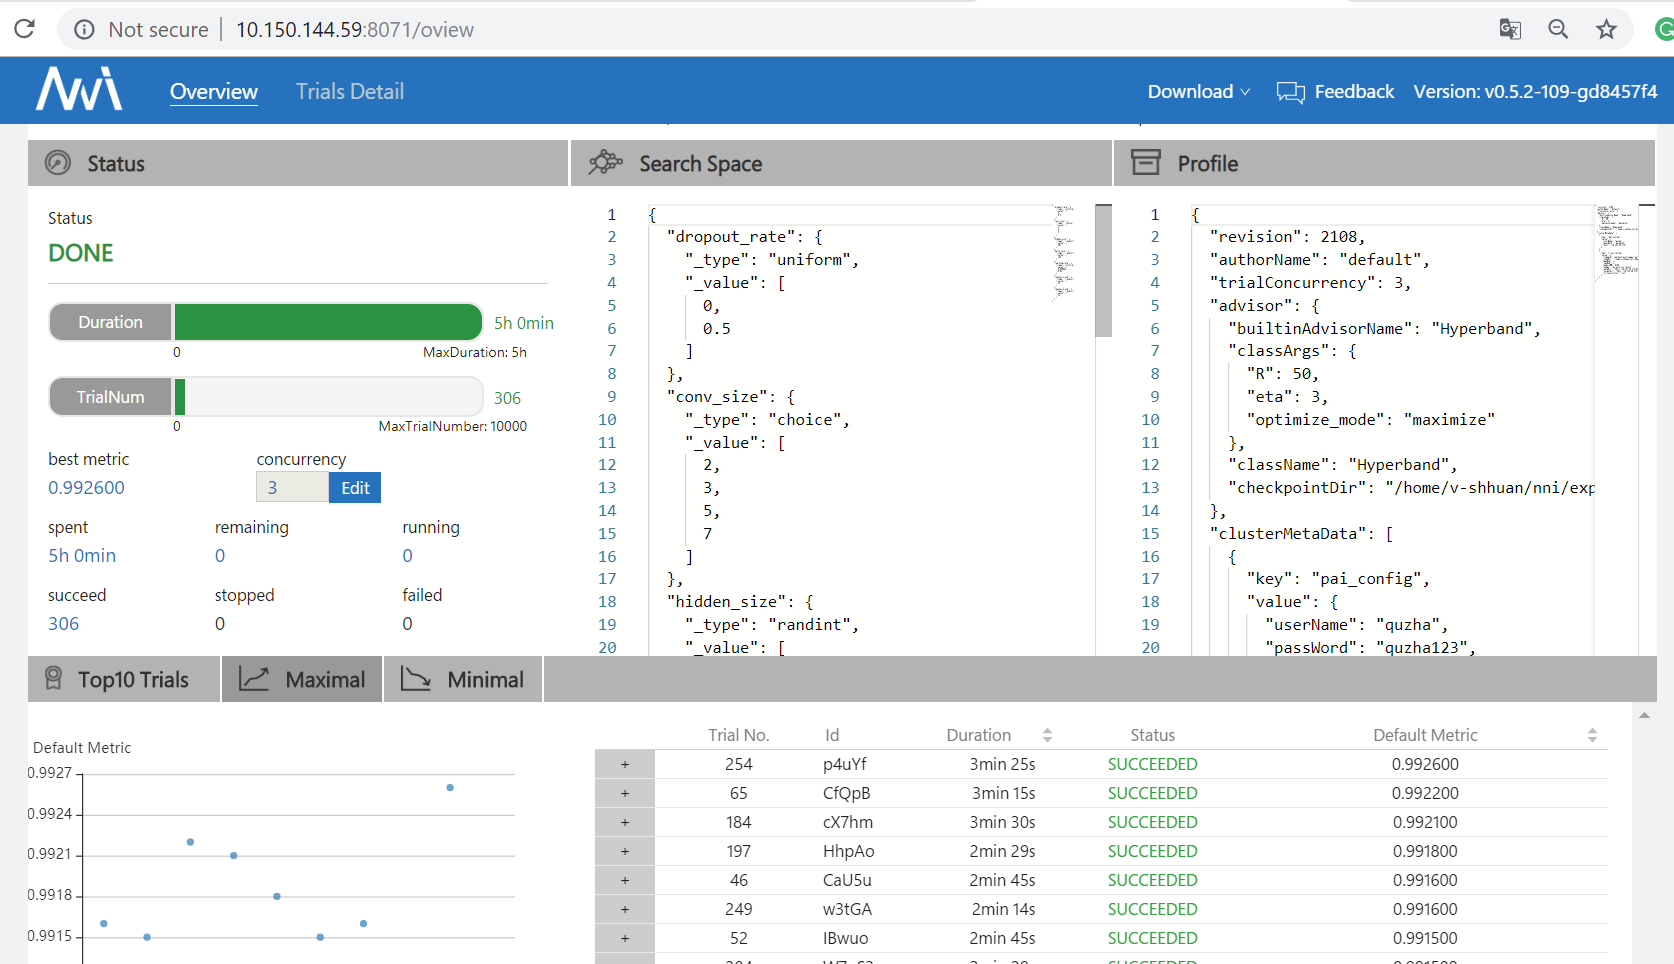 Not secure | 10.150.144.59:8071/oview
NNI Overview Trials Detail Download Feedback Version: v0.5.2-109-gd8457f4
Status
Status
DONE
Duration 5h 0min
0 MaxDuration: 5h
TrialNum 306
0 MaxTrialNumber: 10000
best metric concurrency
0.992600 3 Edit
spent remaining running
5h 0min 0 0
succeed stopped failed
306 0 0
Search Space
1 {
2 "dropout_rate": {
3 "_type": "uniform",
4 "_value": [
5 0,
6 0.5
7 ]
8 },
9 "conv_size": {
10 "_type": "choice",
11 "_value": [
12 2,
13 3,
14 5,
15 7
16 ]
17 },
18 "hidden_size": {
19 "_type": "randint",
20 "_value": [
Profile
1 {
2 "revision": 2108,
3 "authorName": "default",
4 "trialConcurrency": 3,
5 "advisor": {
6 "builtinAdvisorName": "Hyperband",
7 "classArgs": {
8 "R": 50,
9 "eta": 3,
10 "optimize_mode": "maximize"
11 },
12 "className": "Hyperband",
13 "checkpointDir": "/home/v-shhuan/nni/exp
14 },
15 "clusterMetaData": [
16 {
17 "key": "pai_config",
18 "value": {
19 "userName": "quzha",
20 "passWord": "quzha123",
Top10 Trials Maximal Minimal
Default Metric
0.9927
0.9924
0.9921
0.9918
0.9915
Trial No. Id Duration Status Default Metric
+ 254 p4uYf 3min 25s SUCCEEDED 0.992600
+ 65 CfQpB 3min 15s SUCCEEDED 0.992200
+ 184 cX7hm 3min 30s SUCCEEDED 0.992100
+ 197 HhpAo 2min 29s SUCCEEDED 0.991800
+ 46 CaU5u 2min 45s SUCCEEDED 0.991600
+ 249 w3tGA 2min 14s SUCCEEDED 0.991600
+ 52 IBwuo 2min 45s SUCCEEDED 0.991500